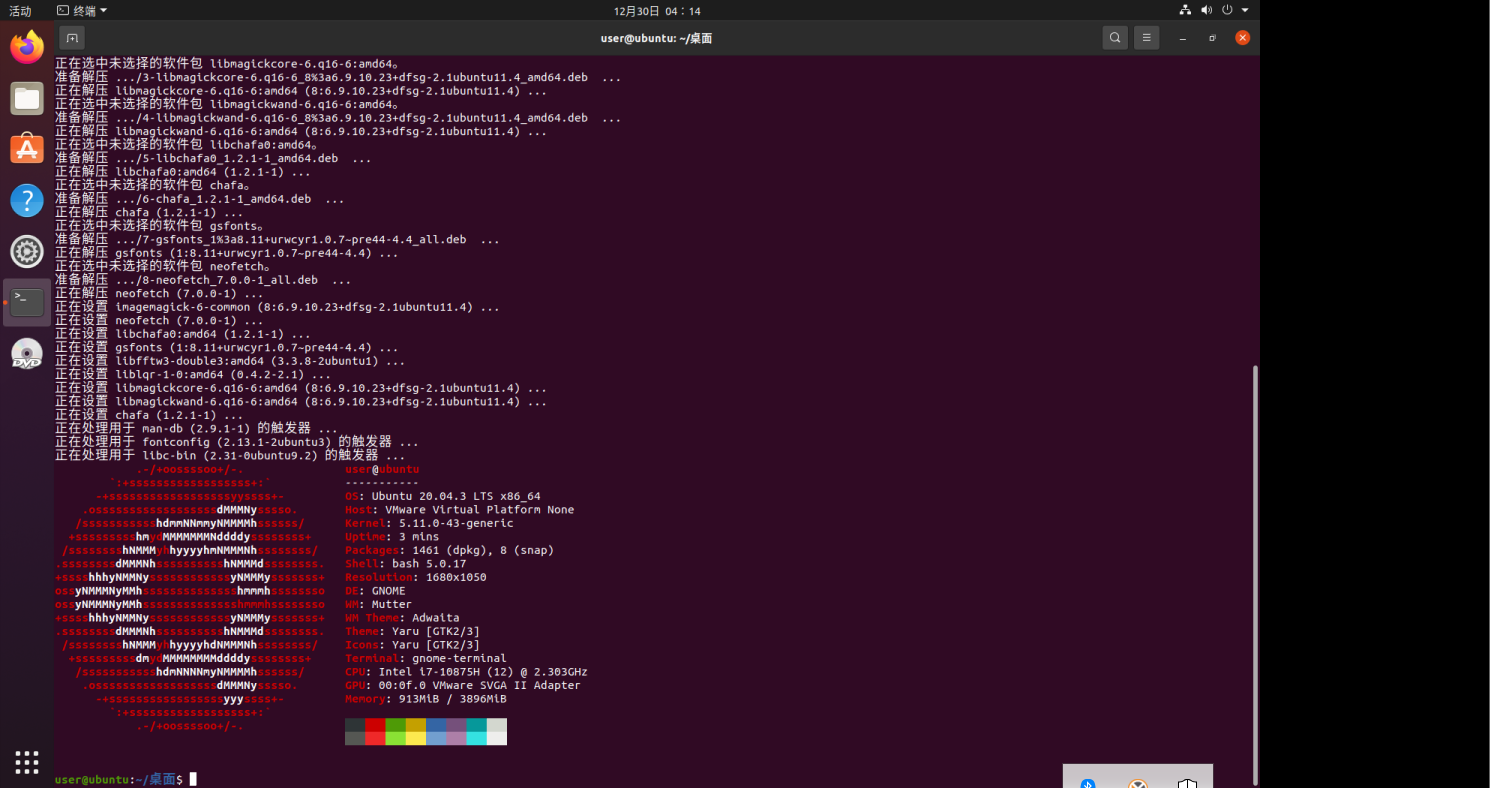 活动
终端
12月30日 04：14
user@ubuntu: ~/桌面
正在选中未选择的软件包 libmagickcore-6.q16-6:amd64。
准备解压 .../3-libmagickcore-6.q16-6_8%3a6.9.10.23+dfsg-2.1ubuntu11.4_amd64.deb ...
正在解压 libmagickcore-6.q16-6:amd64 (8:6.9.10.23+dfsg-2.1ubuntu11.4) ...
正在选中未选择的软件包 libmagickwand-6.q16-6:amd64。
准备解压 .../4-libmagickwand-6.q16-6_8%3a6.9.10.23+dfsg-2.1ubuntu11.4_amd64.deb ...
正在解压 libmagickwand-6.q16-6:amd64 (8:6.9.10.23+dfsg-2.1ubuntu11.4) ...
正在选中未选择的软件包 libchafa0:amd64。
准备解压 .../5-libchafa0_1.2.1-1_amd64.deb ...
正在解压 libchafa0:amd64 (1.2.1-1) ...
正在选中未选择的软件包 chafa。
准备解压 .../6-chafa_1.2.1-1_amd64.deb ...
正在解压 chafa (1.2.1-1) ...
正在选中未选择的软件包 gsfonts。
准备解压 .../7-gsfonts_1%3a8.11+urwcyr1.0.7~pre44-4.4_all.deb ...
正在解压 gsfonts (1:8.11+urwcyr1.0.7~pre44-4.4) ...
正在选中未选择的软件包 neofetch。
准备解压 .../8-neofetch_7.0.0-1_all.deb ...
正在解压 neofetch (7.0.0-1) ...
正在设置 imagemagick-6-common (8:6.9.10.23+dfsg-2.1ubuntu11.4) ...
正在设置 neofetch (7.0.0-1) ...
正在设置 libchafa0:amd64 (1.2.1-1) ...
正在设置 gsfonts (1:8.11+urwcyr1.0.7~pre44-4.4) ...
正在设置 libfftw3-double3:amd64 (3.3.8-2ubuntu1) ...
正在设置 liblqr-1-0:amd64 (0.4.2-2.1) ...
正在设置 libmagickcore-6.q16-6:amd64 (8:6.9.10.23+dfsg-2.1ubuntu11.4) ...
正在设置 libmagickwand-6.q16-6:amd64 (8:6.9.10.23+dfsg-2.1ubuntu11.4) ...
正在设置 chafa (1.2.1-1) ...
正在处理用于 man-db (2.9.1-1) 的触发器 ...
正在处理用于 fontconfig (2.13.1-2ubuntu3) 的触发器 ...
正在处理用于 libc-bin (2.31-0ubuntu9.2) 的触发器 ...
user@ubuntu
-----------
OS: Ubuntu 20.04.3 LTS x86_64
Host: VMware Virtual Platform None
Kernel: 5.11.0-43-generic
Uptime: 3 mins
Packages: 1461 (dpkg), 8 (snap)
Shell: bash 5.0.17
Resolution: 1680x1050
DE: GNOME
WM: Mutter
WM Theme: Adwaita
Theme: Yaru [GTK2/3]
Icons: Yaru [GTK2/3]
Terminal: gnome-terminal
CPU: Intel i7-10875H (12) @ 2.303GHz
GPU: 00:0f.0 VMware SVGA II Adapter
Memory: 913MiB / 3896MiB
DVD
user@ubuntu:~/桌面$